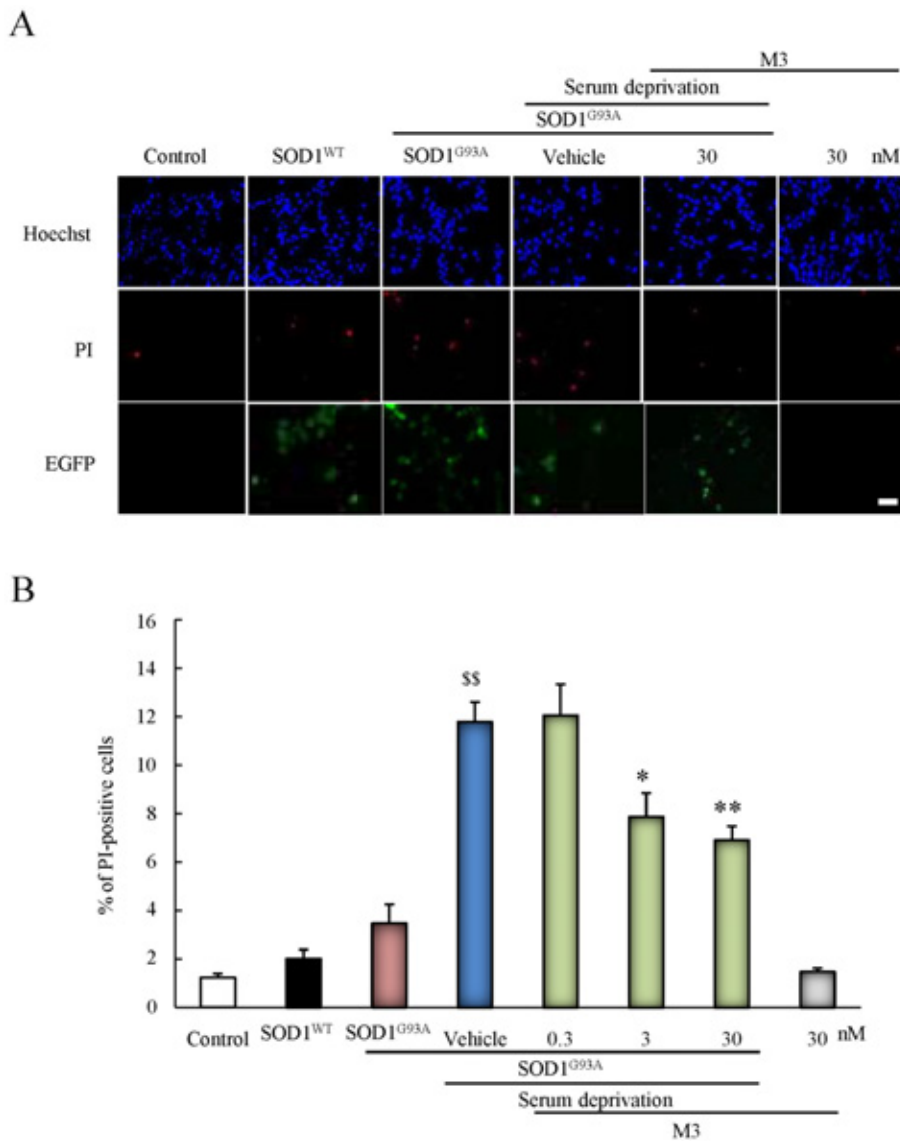 A
M3
Serum deprivation
SOD1G93A
Control SOD1WT SOD1G93A Vehicle 30 30 nM
Hoechst
PI
EGFP
B
16
14
12
10
8
6
4
2
0
% of PI-positive cells
$$
*
**
Control SOD1WT SOD1G93A Vehicle 0.3 3 30 30 nM
SOD1G93A
Serum deprivation
M3